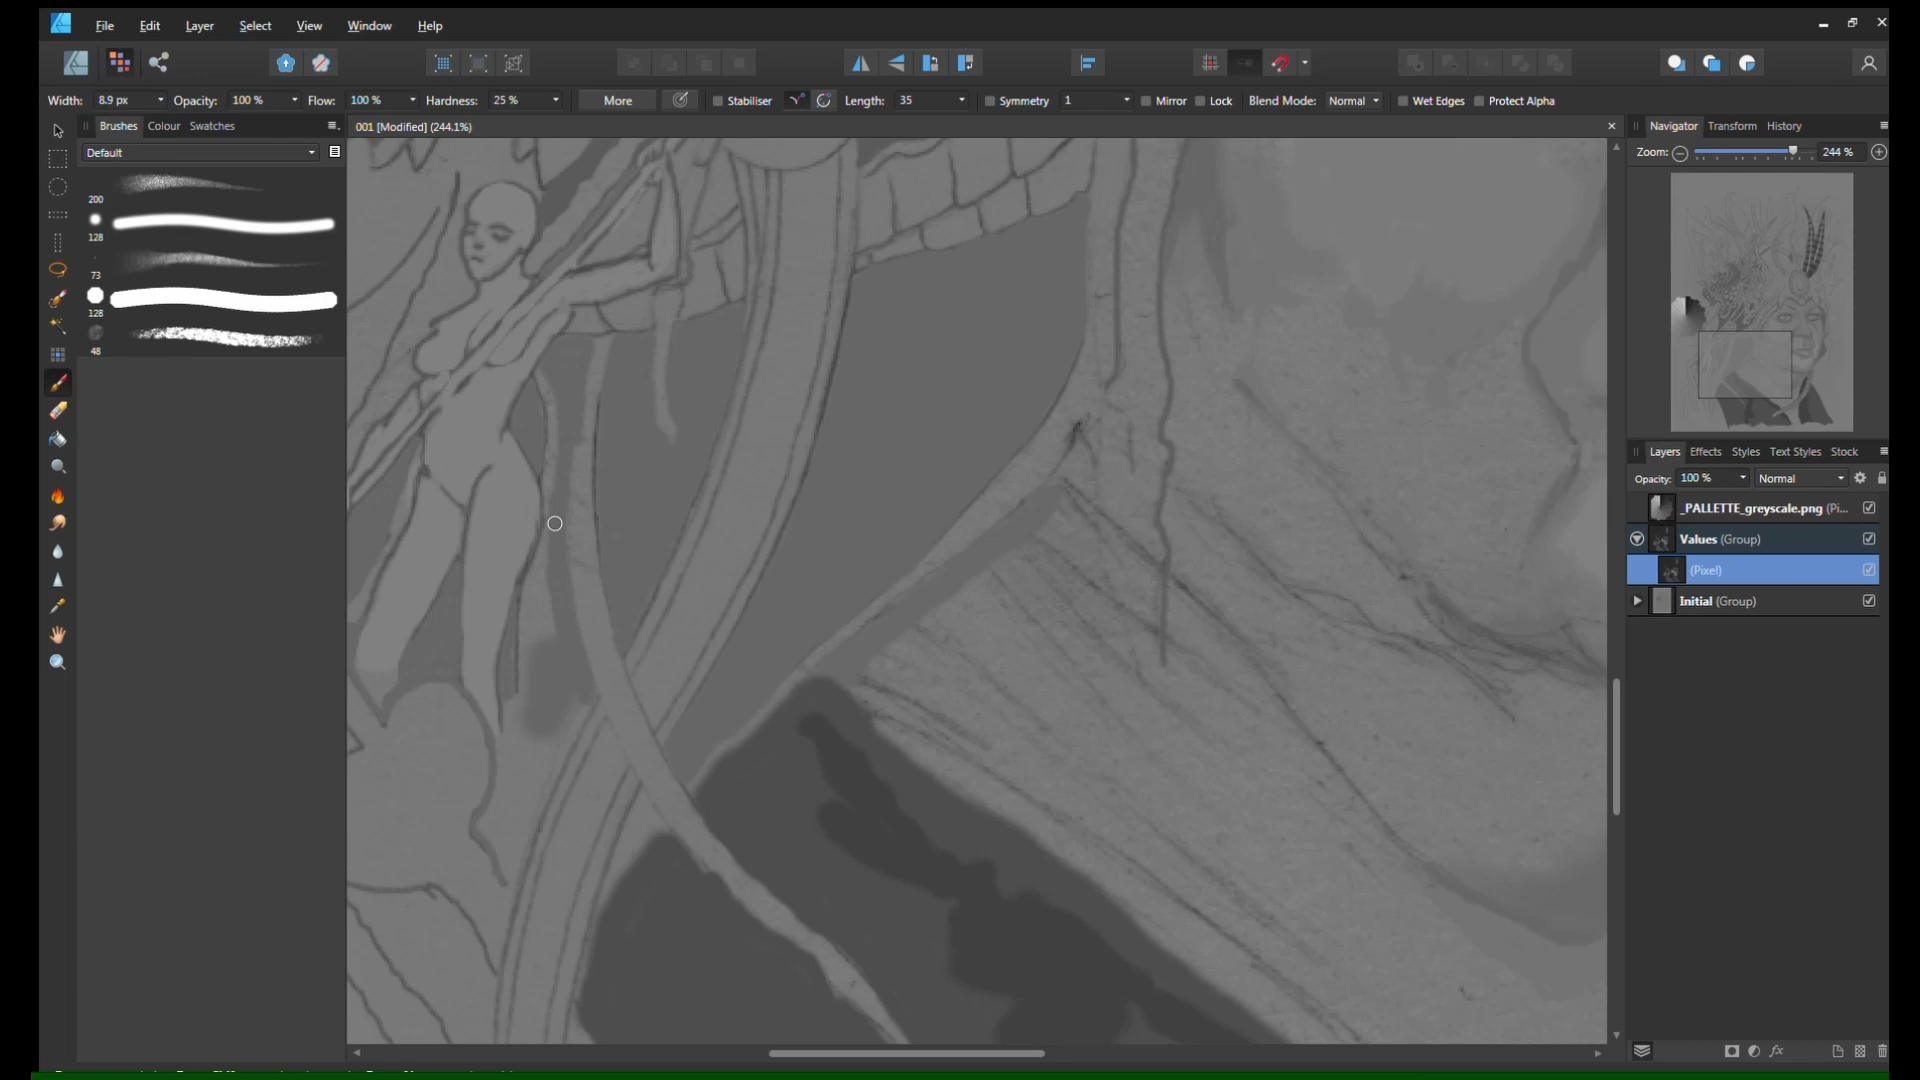 File Edit Layer Select View Window Help
Width: 8.9 px Opacity: 100 % Flow: 100 % Hardness: 25 % More Stabiliser Length: 35 Symmetry 1 Mirror Lock Blend Mode: Normal Wet Edges Protect Alpha
Brushes Colour Swatches
001 [Modified] (244.1%)
Navigator Transform History
Default
Zoom: 244 %
200
128
73
128
48
Layers Effects Styles Text Styles Stock
Opacity: 100 % Normal
_PALLETTE_greyscale.png (Pi...
Values (Group)
(Pixel)
Initial (Group)
fx